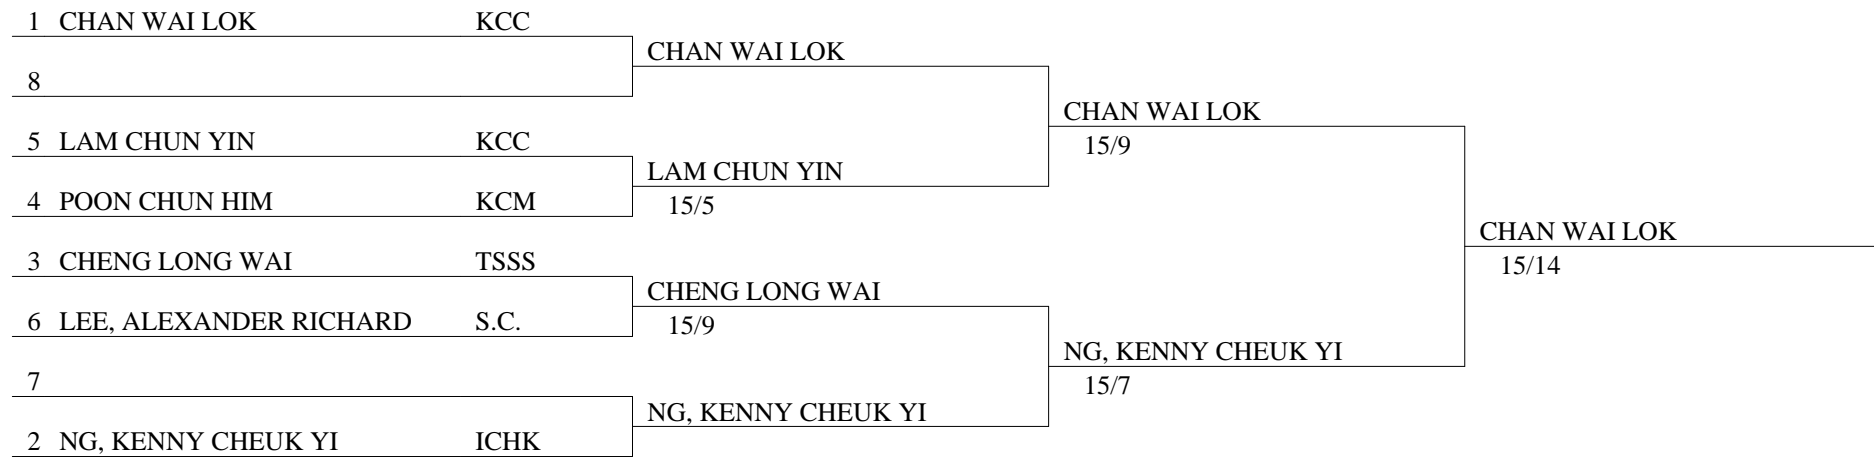 1 CHAN WAI LOK KCC
CHAN WAI LOK
8
CHAN WAI LOK
5 LAM CHUN YIN KCC
15/9
LAM CHUN YIN
4 POON CHUN HIM KCM
15/5
CHAN WAI LOK
3 CHENG LONG WAI TSSS
15/14
CHENG LONG WAI
6 LEE, ALEXANDER RICHARD S.C.
15/9
NG, KENNY CHEUK YI
7
15/7
NG, KENNY CHEUK YI
2 NG, KENNY CHEUK YI ICHK